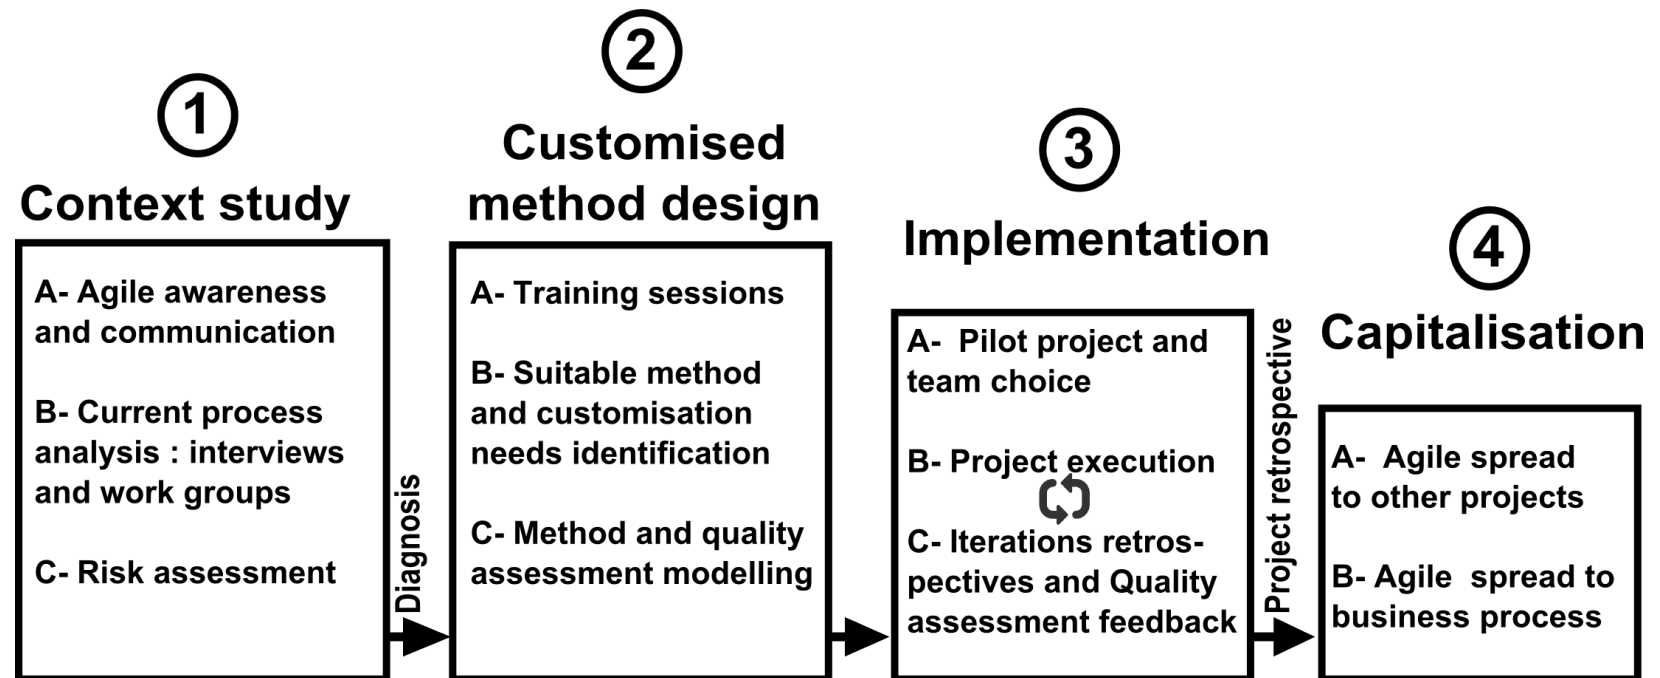 1
Context study
A- Agile awareness
and communication
B- Current process
analysis : interviews
and work groups
C- Risk assessment
Diagnosis
2
Customised
method design
A- Training sessions
B- Suitable method
and customisation
needs identification
C- Method and quality
assessment modelling
3
Implementation
A- Pilot project and
team choice
B- Project execution
C- Iterations retros-
pectives and Quality
assessment feedback
Project retrospective
4
Capitalisation
A- Agile spread
to other projects
B- Agile spread to
business process